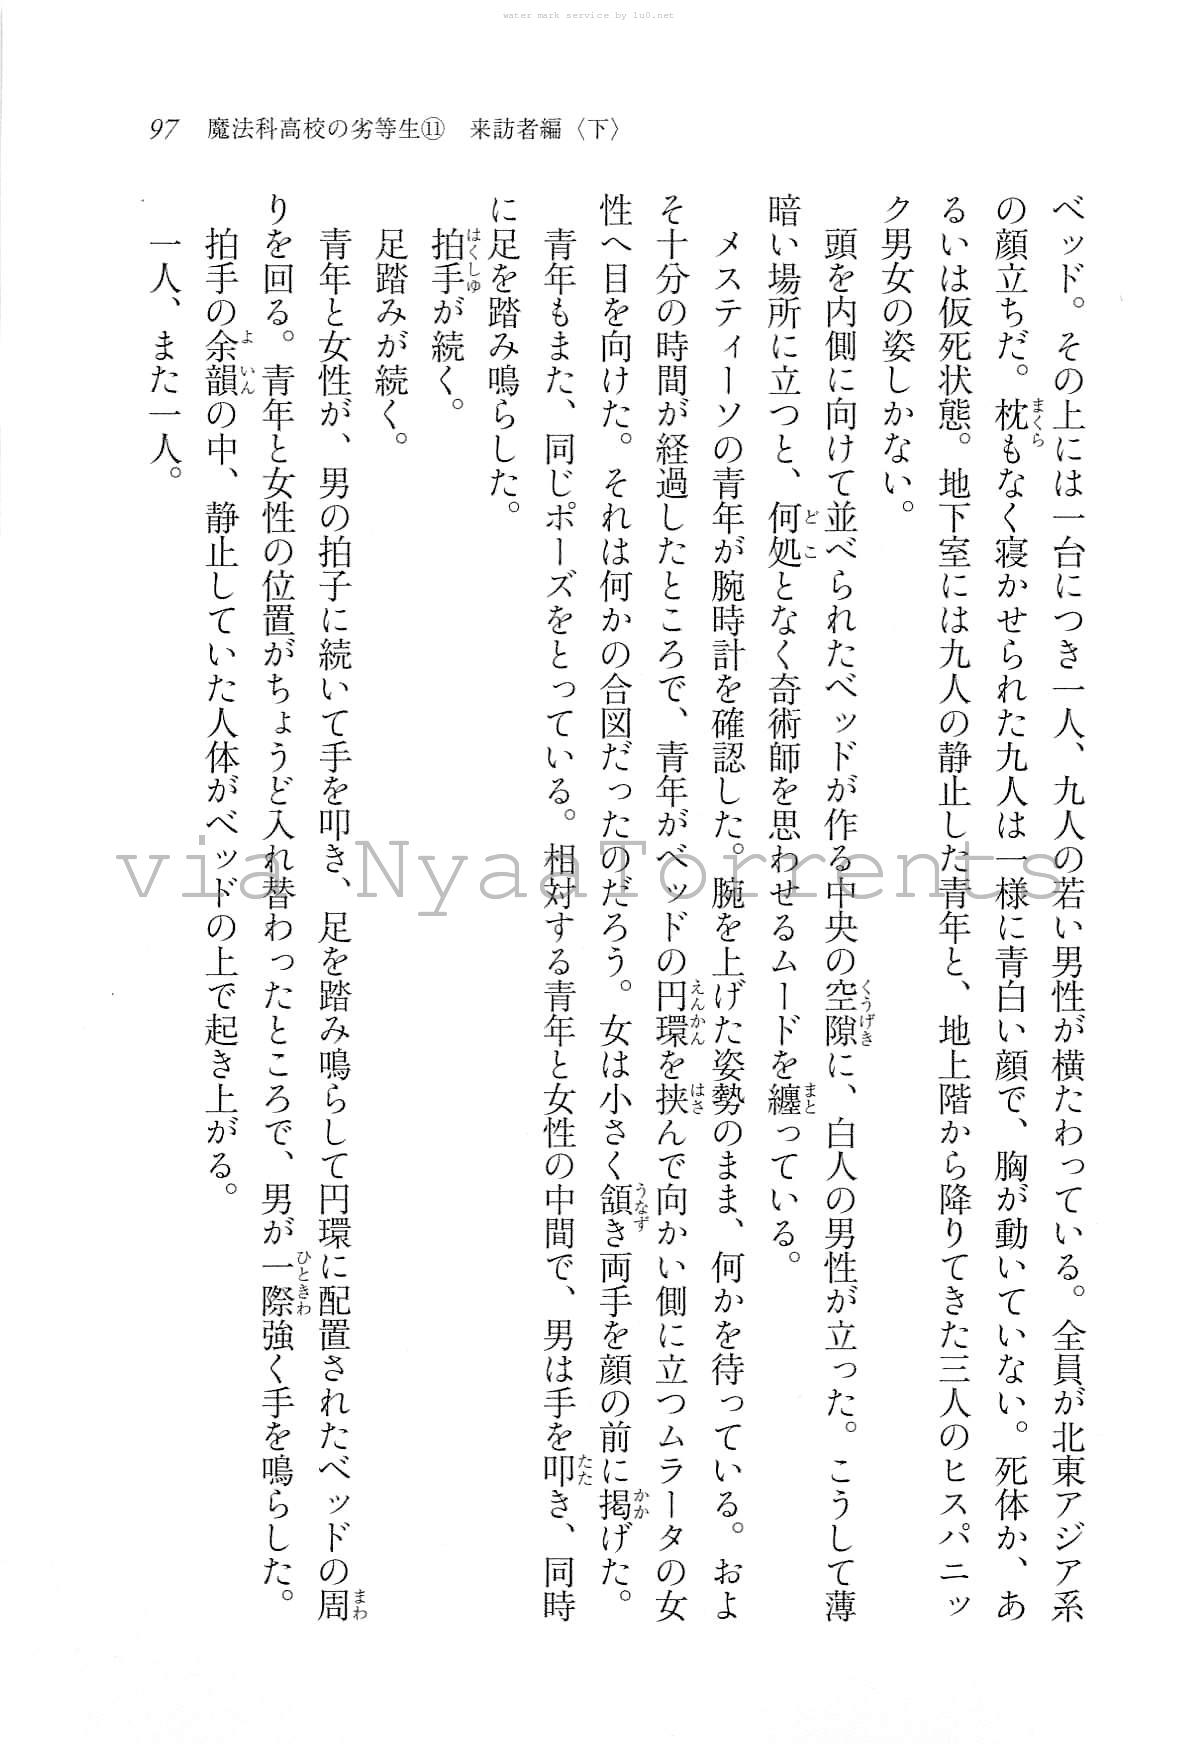 water mark service by lu0.net
97 魔法科高校の劣等生⑪ 来訪者編〈下〉
ベッド。その上には一台につき一人、九人の若い男性が横たわっている。全員が北東アジア系
の顔立ちだ。枕もなく寝かせられた九人は一様に青白い顔で、胸が動いていない。死体か、あ
るいは仮死状態。地下室には九人の静止した青年と、地上階から降りてきた三人のヒスパニッ
ク男女の姿しかない。
頭を内側に向けて並べられたベッドが作る中央の空隙に、白人の男性が立った。こうして薄
暗い場所に立つと、何処となく奇術師を思わせるムードを纏っている。
メスティーソの青年が腕時計を確認した。腕を上げた姿勢のまま、何かを待っている。およ
そ十分の時間が経過したところで、青年がベッドの円環を挟んで向かい側に立つムラータの女
性へ目を向けた。それは何かの合図だったのだろう。女は小さく頷き両手を顔の前に掲げた。
青年もまた、同じポーズをとっている。相対する青年と女性の中間で、男は手を叩き、同時
に足を踏み鳴らした。
拍手が続く。
足踏みが続く。
青年と女性が、男の拍子に続いて手を叩き、足を踏み鳴らして円環に配置されたベッドの周
りを回る。青年と女性の位置がちょうど入れ替わったところで、男が一際強く手を鳴らした。
拍手の余韻の中、静止していた人体がベッドの上で起き上がる。
一人、また一人。
via NyaaTorrents